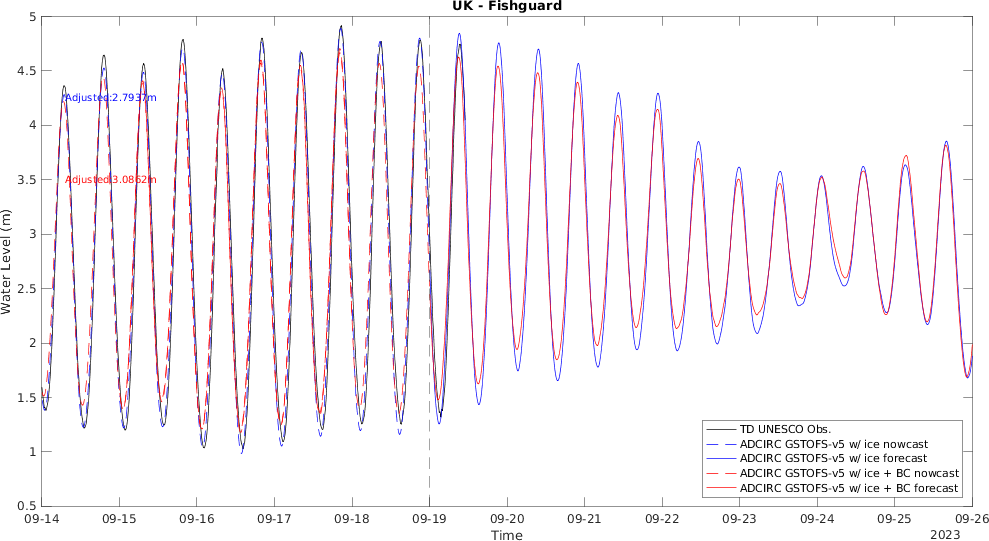 UK - Fishguard
5
4.5
4
3.5
3
2.5
2
1.5
1
0.5
Water Level (m)
Adjusted:2.7937m
Adjusted:3.0862m
TD UNESCO Obs.
ADCIRC GSTOFS-v5 w/ ice nowcast
ADCIRC GSTOFS-v5 w/ ice forecast
ADCIRC GSTOFS-v5 w/ ice + BC nowcast
ADCIRC GSTOFS-v5 w/ ice + BC forecast
09-14 09-15 09-16 09-17 09-18 09-19 09-20 09-21 09-22 09-23 09-24 09-25 09-26
Time
2023